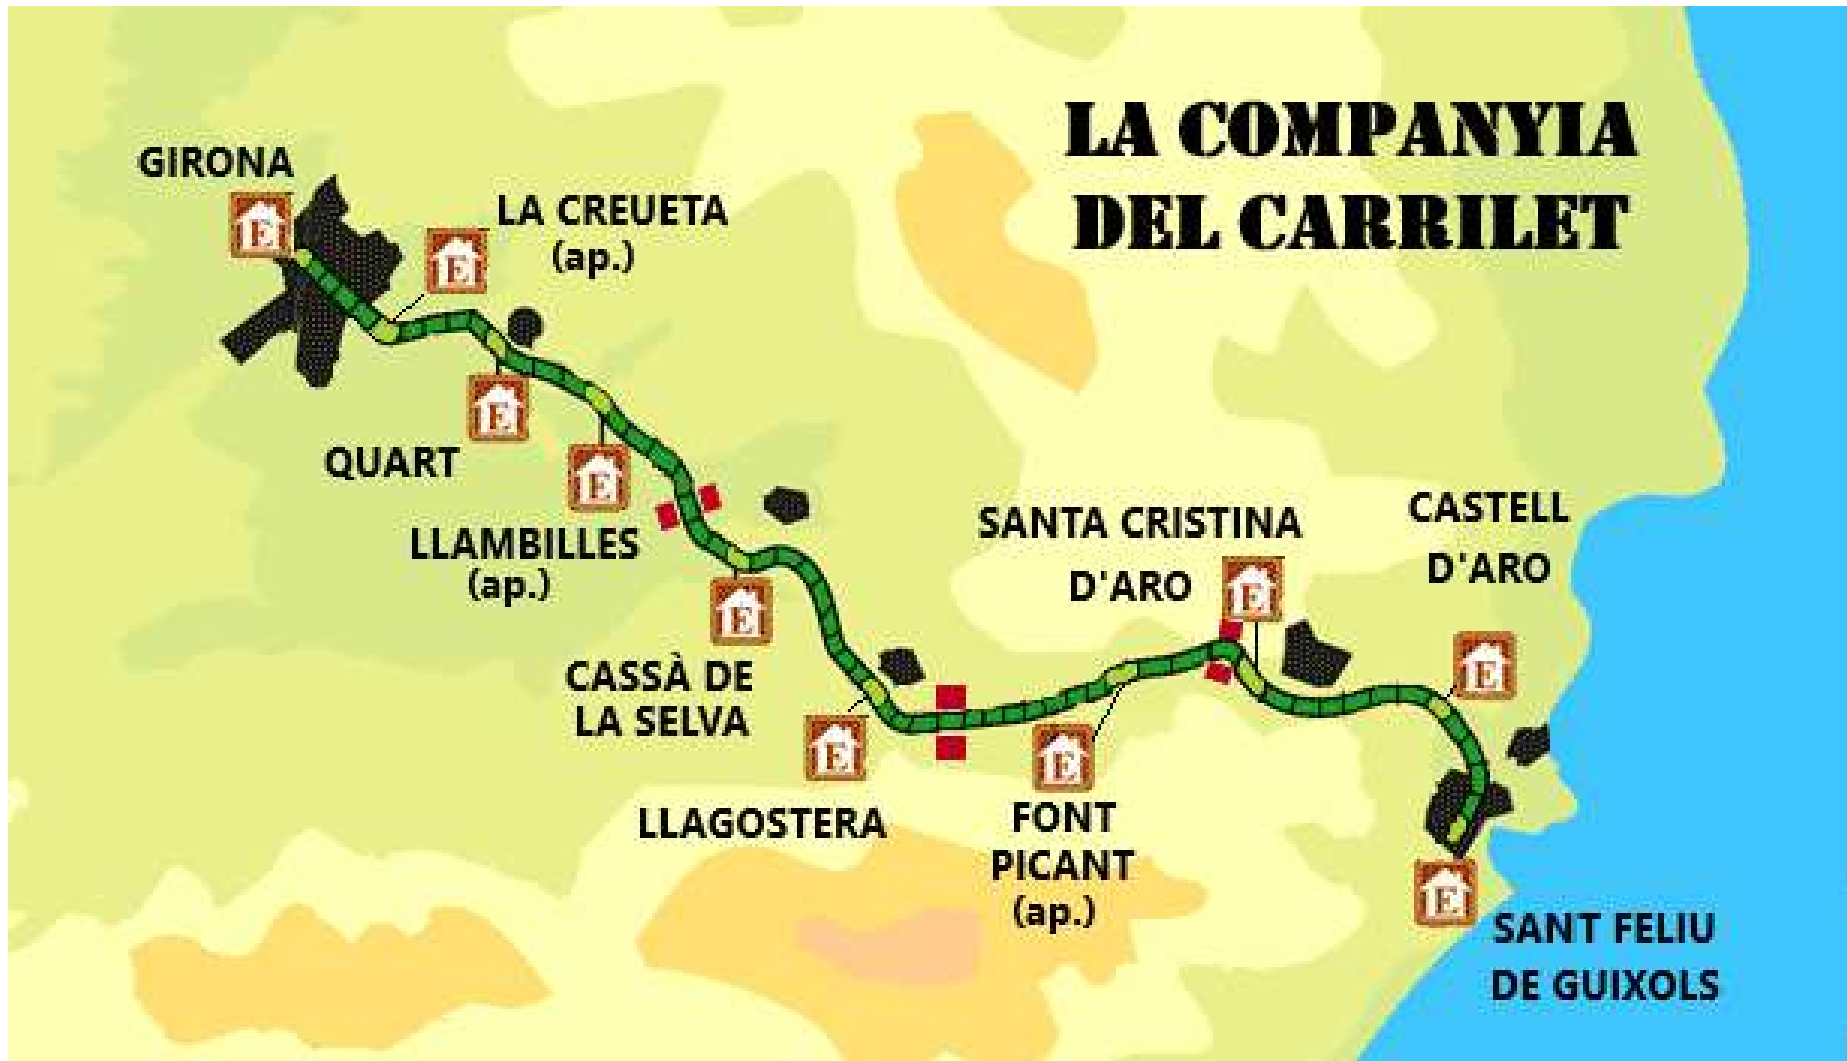 LA COMPANYIA
DEL CARRILET
GIRONA
E
LA CREUETA
(ap.)
E
QUART
E
LLAMBILLES
(ap.)
E
CASSÀ DE
LA SELVA
E
LLAGOSTERA
E
FONT
PICANT
(ap.)
E
SANTA CRISTINA
D'ARO
E
CASTELL
D'ARO
E
SANT FELIU
DE GUIXOLS
E